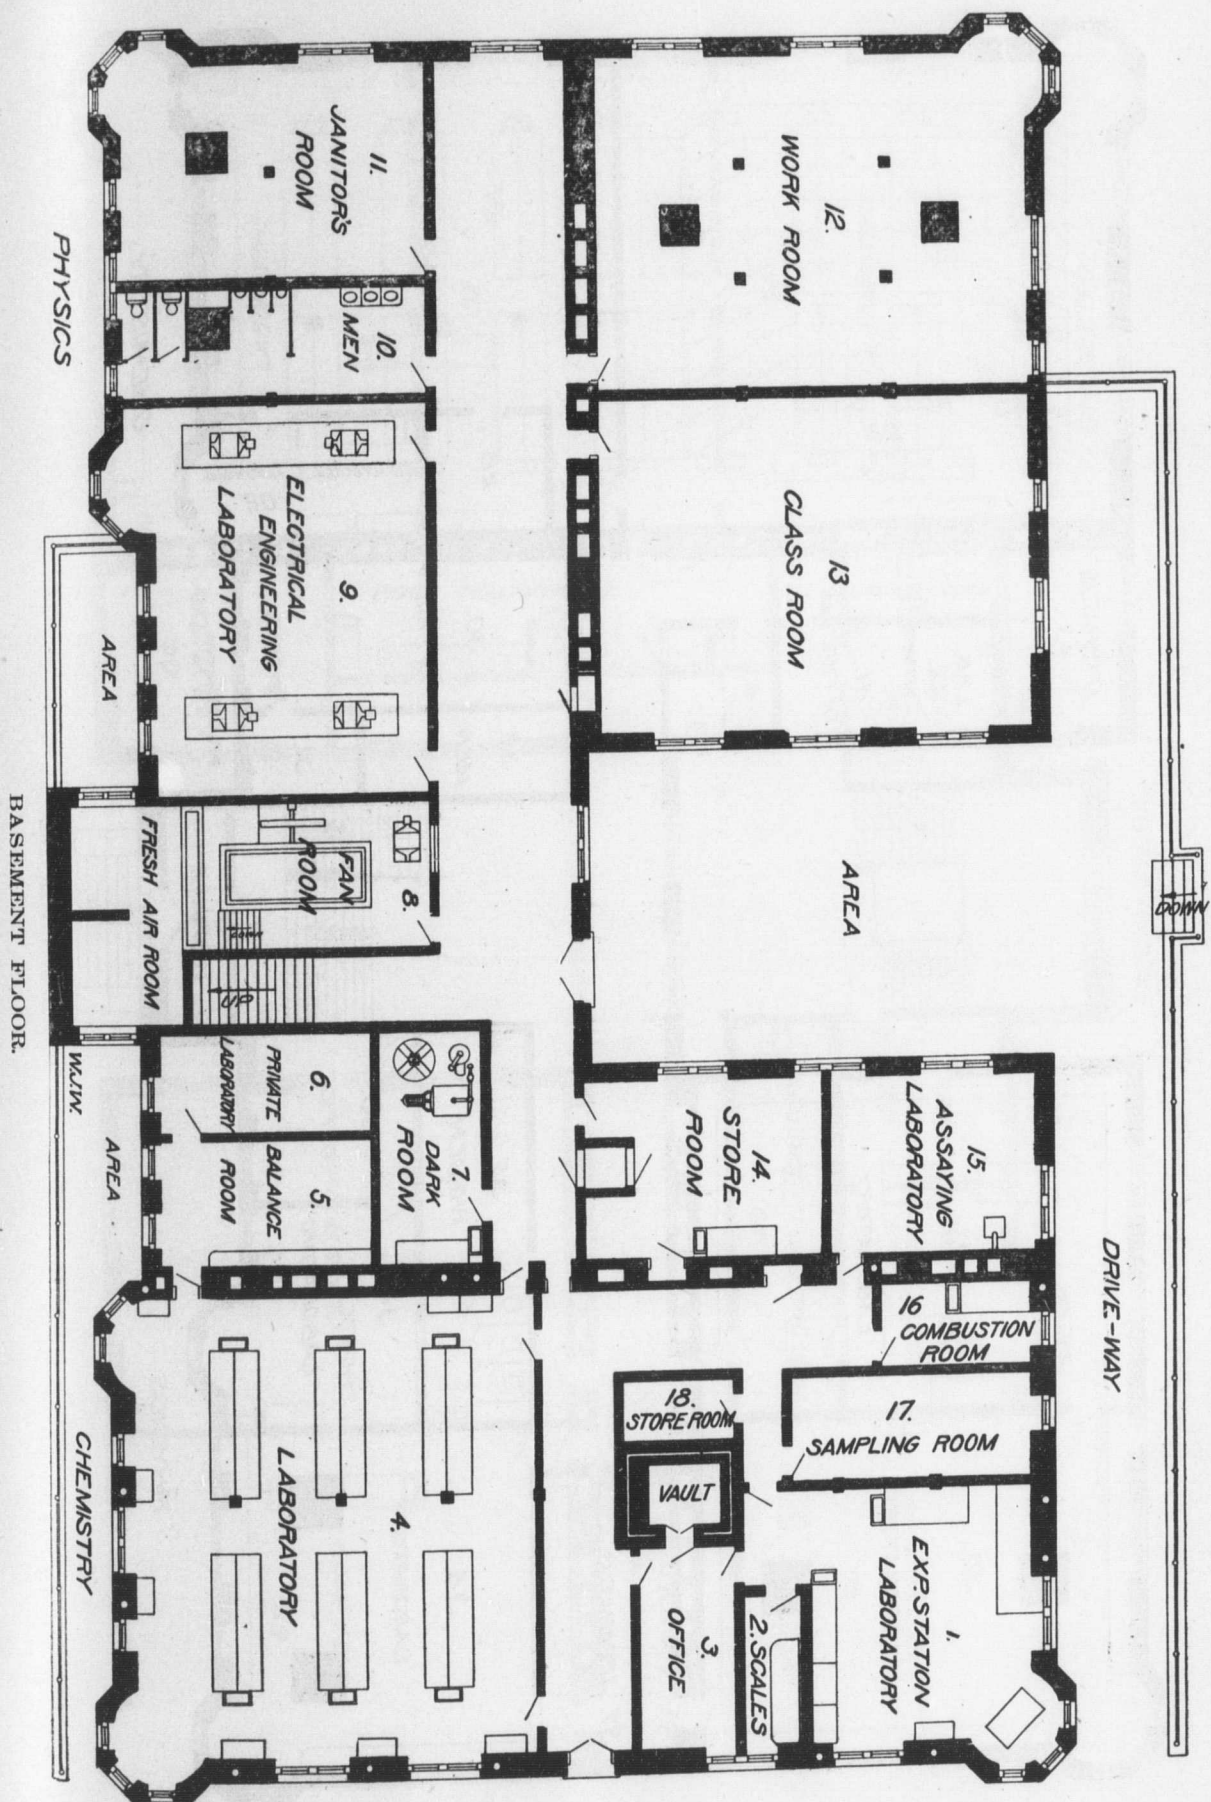 11.
JANITOR'S
ROOM
12.
WORK ROOM
PHYSICS
10.
MEN
9.
ELECTRICAL
ENGINEERING
LABORATORY
13
CLASS ROOM
AREA
FRESH AIR ROOM
8.
FAN
ROOM
DOWN
UP
AREA
DOWN
W.J.W.
6.
PRIVATE
LABORATORY
7.
DARK
ROOM
14.
STORE
ROOM
15.
ASSAYING
LABORATORY
AREA
5.
BALANCE
ROOM
DRIVE-WAY
16
COMBUSTION
ROOM
17.
SAMPLING ROOM
18.
STORE ROOM
VAULT
CHEMISTRY
4.
LABORATORY
3.
OFFICE
2. SCALES
1.
EXP. STATION
LABORATORY
BASEMENT FLOOR.